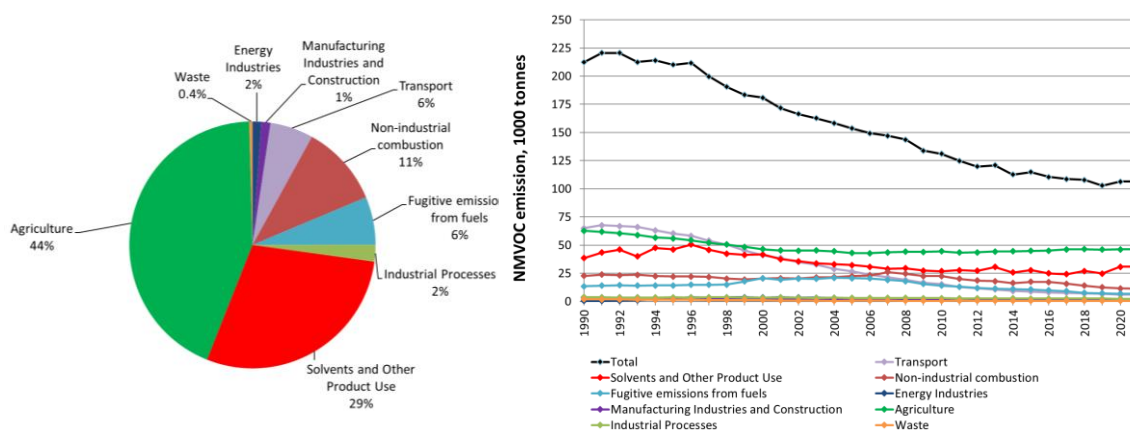 Energy
Industries
2%
Manufacturing
Industries and
Construction
1%
Waste
0.4%
Transport
6%
Non-industrial
combustion
11%
Fugitive emissio
from fuels
6%
Agriculture
44%
Industrial Processes
2%
Solvents and Other
Product Use
29%
NMVOC emission, 1000 tonnes
250
225
200
175
150
125
100
75
50
25
0
1990
1992
1994
1996
1998
2000
2002
2004
2006
2008
2010
2012
2014
2016
2018
2020
Total
Transport
Solvents and Other Product Use
Non-industrial combustion
Fugitive emissions from fuels
Energy Industries
Manufacturing Industries and Construction
Agriculture
Industrial Processes
Waste